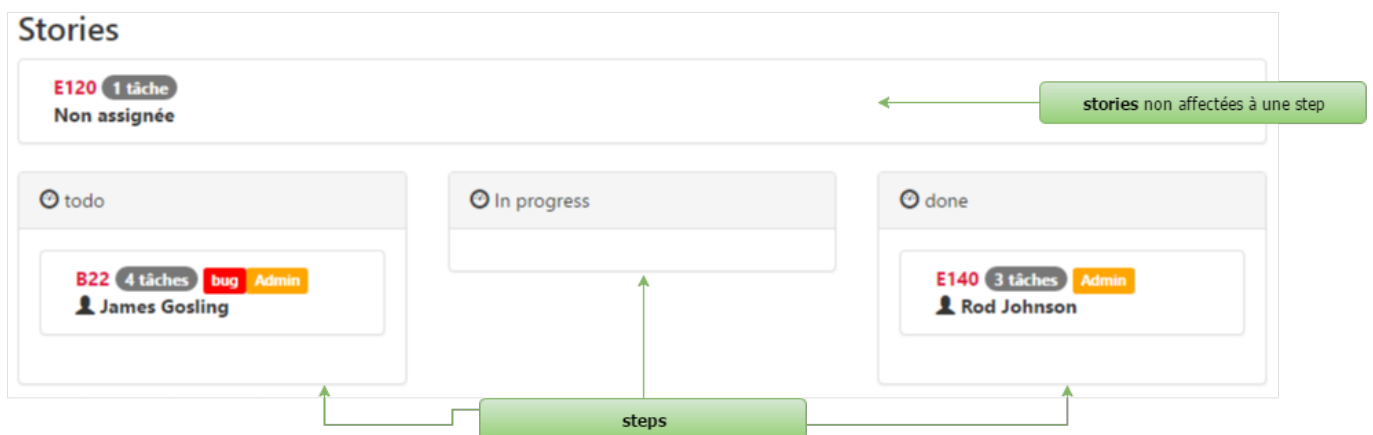 Stories
E120 1 tâche
Non assignée
stories non affectées à une step
todo
In progress
done
B22 4 tâches bug Admin
James Gosling
E140 3 tâches Admin
Rod Johnson
steps